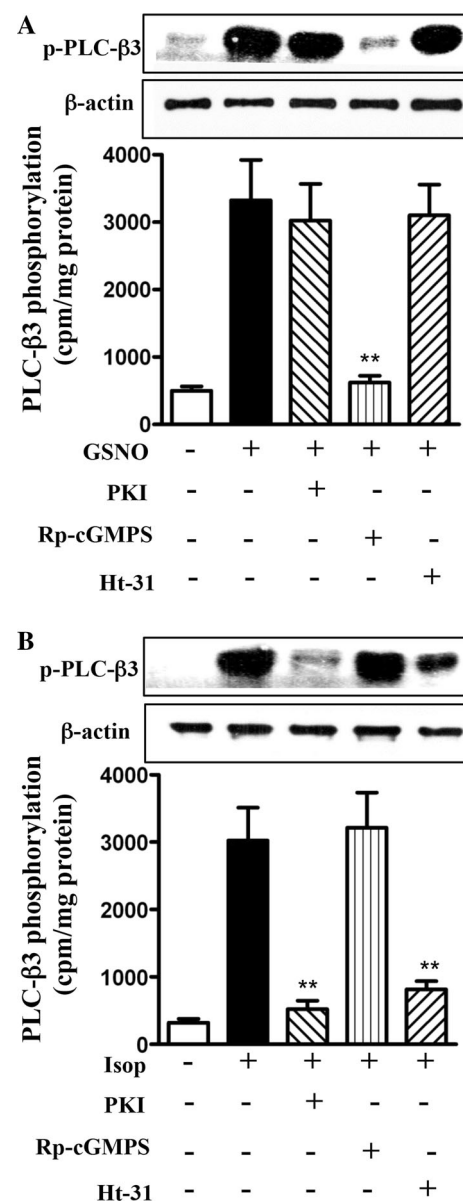 A
p-PLC-β3
β-actin
PLC-β3 phosphorylation
(cpm/mg protein)
4000
3000
2000
1000
0
**
GSNO - + + + +
PKI - - + - -
Rp-cGMPS - - - + -
Ht-31 - - - - +
B
p-PLC-β3
β-actin
PLC-β3 phosphorylation
(cpm/mg protein)
4000
3000
2000
1000
0
**
**
Isop - + + + +
PKI - - + - -
Rp-cGMPS - - - + -
Ht-31 - - - - +